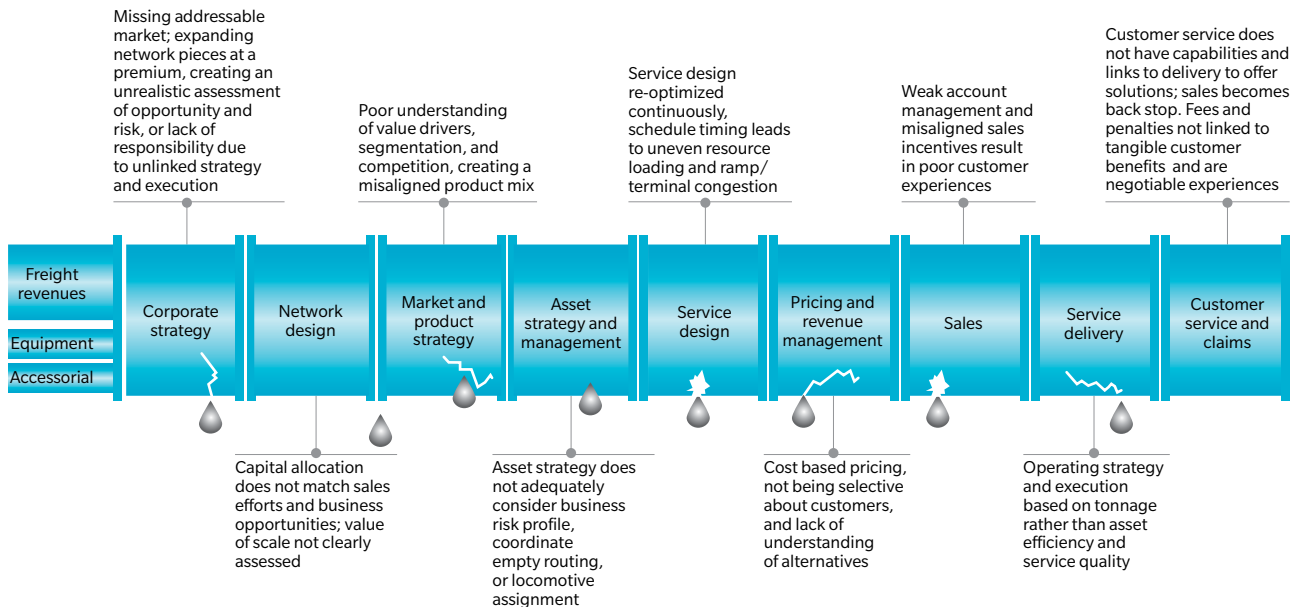 Missing addressable
market; expanding
network pieces at a
premium, creating an
unrealistic assessment
of opportunity and
risk, or lack of
responsibility due
to unlinked strategy
and execution
Poor understanding
of value drivers,
segmentation, and
competition, creating a
misaligned product mix
Service design
re-optimized
continuously,
schedule timing leads
to uneven resource
loading and ramp/
terminal congestion
Weak account
management and
misaligned sales
incentives result
in poor customer
experiences
Customer service does
not have capabilities and
links to delivery to offer
solutions; sales becomes
back stop. Fees and
penalties not linked to
tangible customer
benefits and are
negotiable experiences
Freight
revenues
Equipment
Accessorial
Corporate
strategy
Network
design
Market and
product
strategy
Asset
strategy and
management
Service
design
Pricing and
revenue
management
Sales
Service
delivery
Customer
service and
claims
Capital allocation
does not match sales
efforts and business
opportunities; value
of scale not clearly
assessed
Asset strategy does
not adequately
consider business
risk profile,
coordinate
empty routing,
or locomotive
assignment
Cost based pricing,
not being selective
about customers,
and lack of
understanding
of alternatives
Operating strategy
and execution
based on tonnage
rather than asset
efficiency and
service quality